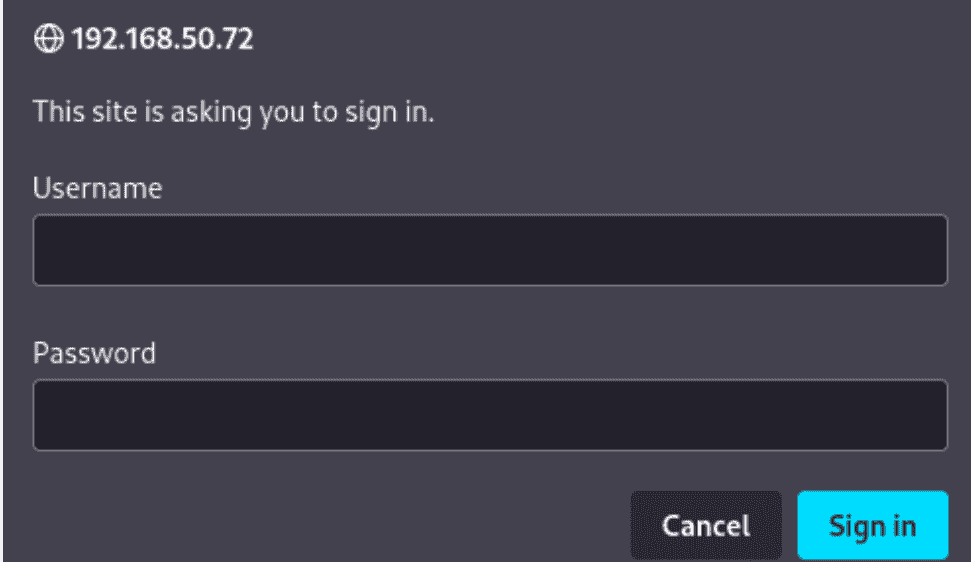 192.168.50.72
This site is asking you to sign in.
Username
Password
Cancel Sign in